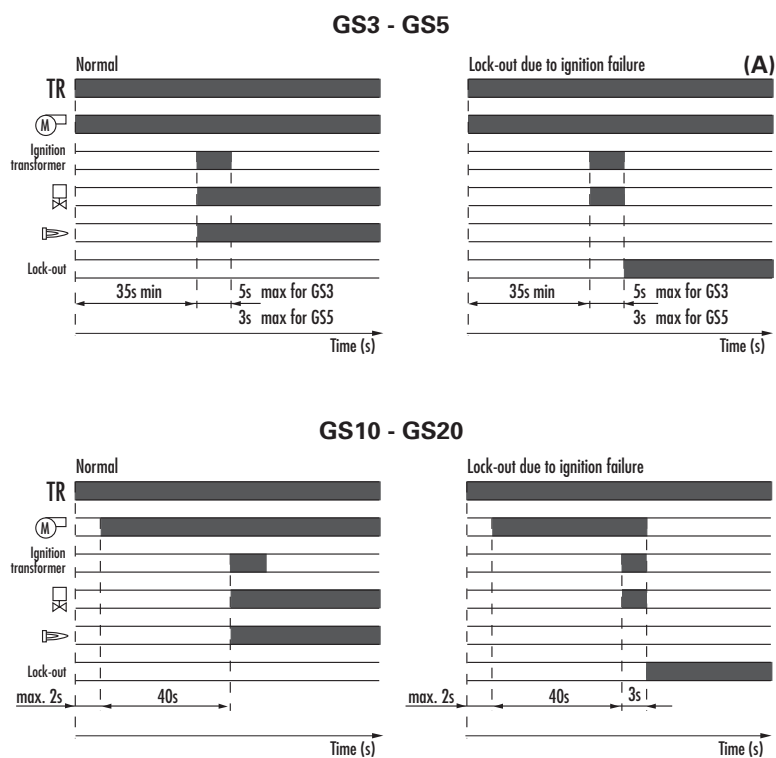 GS3 - GS5
Normal
TR
M
Ignition
transformer
Lock-out
35s min
5s max for GS3
3s max for GS5
Time (s)
Lock-out due to ignition failure
(A)
35s min
5s max for GS3
3s max for GS5
Time (s)
GS10 - GS20
Normal
TR
M
Ignition
transformer
Lock-out
max. 2s
40s
Time (s)
Lock-out due to ignition failure
max. 2s
40s
3s
Time (s)